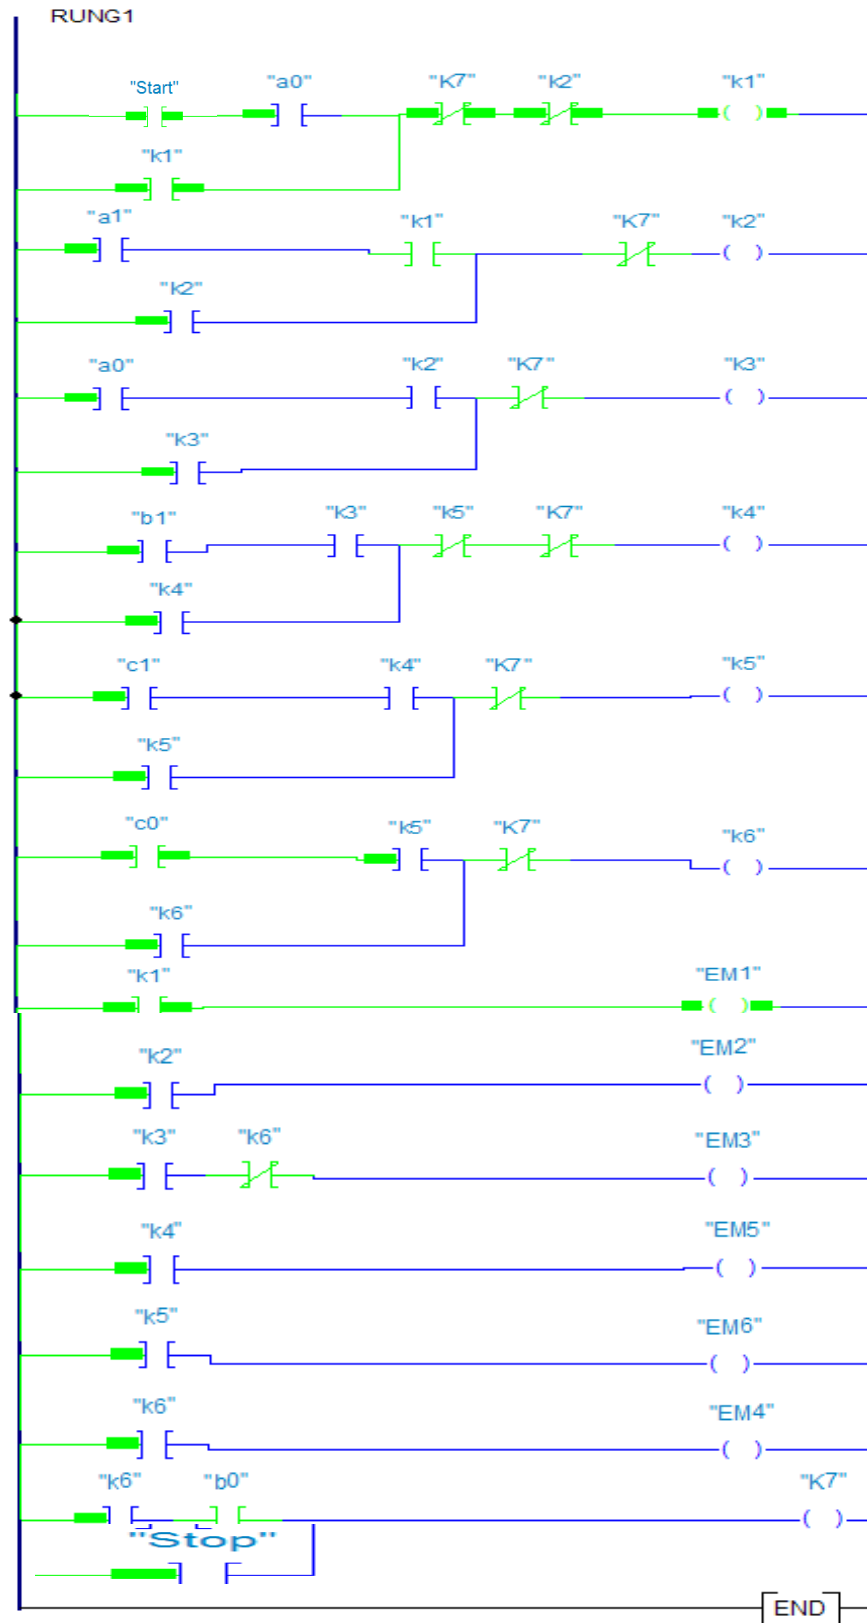 RUNG1
"Start" "a0" "K7" "k2" "k1"
"k1"
"a1" "k1" "K7" "k2"
"k2"
"a0" "k2" "K7" "k3"
"k3"
"b1" "k3" "k5" "K7" "k4"
"k4"
"c1" "k4" "K7" "k5"
"k5"
"c0" "k5" "K7" "k6"
"k6"
"k1" "EM1"
"k2" "EM2"
"k3" "k6" "EM3"
"k4" "EM5"
"k5" "EM6"
"k6" "EM4"
"k6" "b0" "K7"
"Stop"
END